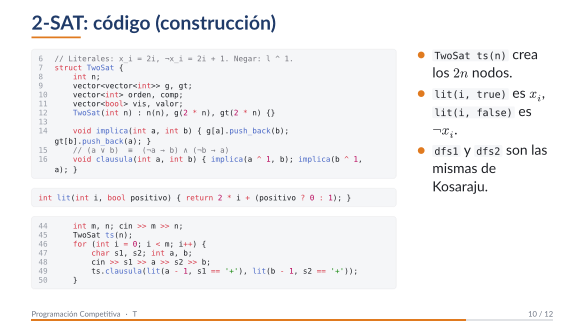 2-SAT: código (construcción)
6 // Literales: x_i = 2i, ¬x_i = 2i + 1. Negar: l ^ 1.
7 struct TwoSat {
8 int n;
9 vector<vector<int>> g, gt;
10 vector<int> orden, comp;
11 vector<bool> vis, valor;
12 TwoSat(int n) : n(n), g(2 * n), gt(2 * n) {}
13
14 void implica(int a, int b) { g[a].push_back(b);
gt[b].push_back(a); }
15 // (a ∨ b) ≡ (¬a → b) ∧ (¬b → a)
16 void clausula(int a, int b) { implica(a ^ 1, b); implica(b ^ 1,
a); }
int lit(int i, bool positivo) { return 2 * i + (positivo ? 0 : 1); }
44 int m, n; cin >> m >> n;
45 TwoSat ts(n);
46 for (int i = 0; i < m; i++) {
47 char s1, s2; int a, b;
48 cin >> s1 >> a >> s2 >> b;
49 ts.clausula(lit(a - 1, s1 == '+'), lit(b - 1, s2 == '+'));
50 }
• TwoSat ts(n) crea
los 2n nodos.
• lit(i, true) es x_i,
lit(i, false) es
¬x_i.
• dfs1 y dfs2 son las
mismas de
Kosaraju.
Programación Competitiva · T
10 / 12